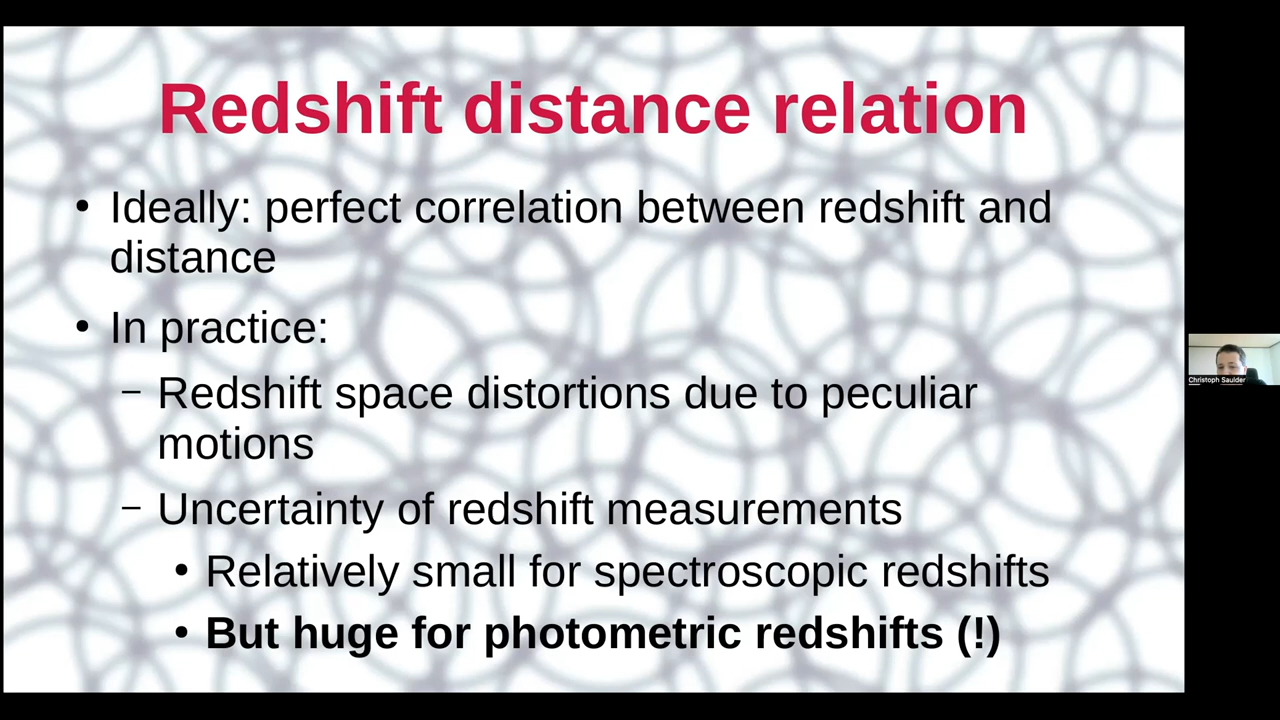 Redshift distance relation
• Ideally: perfect correlation between redshift and
distance
• In practice:
– Redshift space distortions due to peculiar
motions
– Uncertainty of redshift measurements
• Relatively small for spectroscopic redshifts
• But huge for photometric redshifts (!)
Christoph Saulder